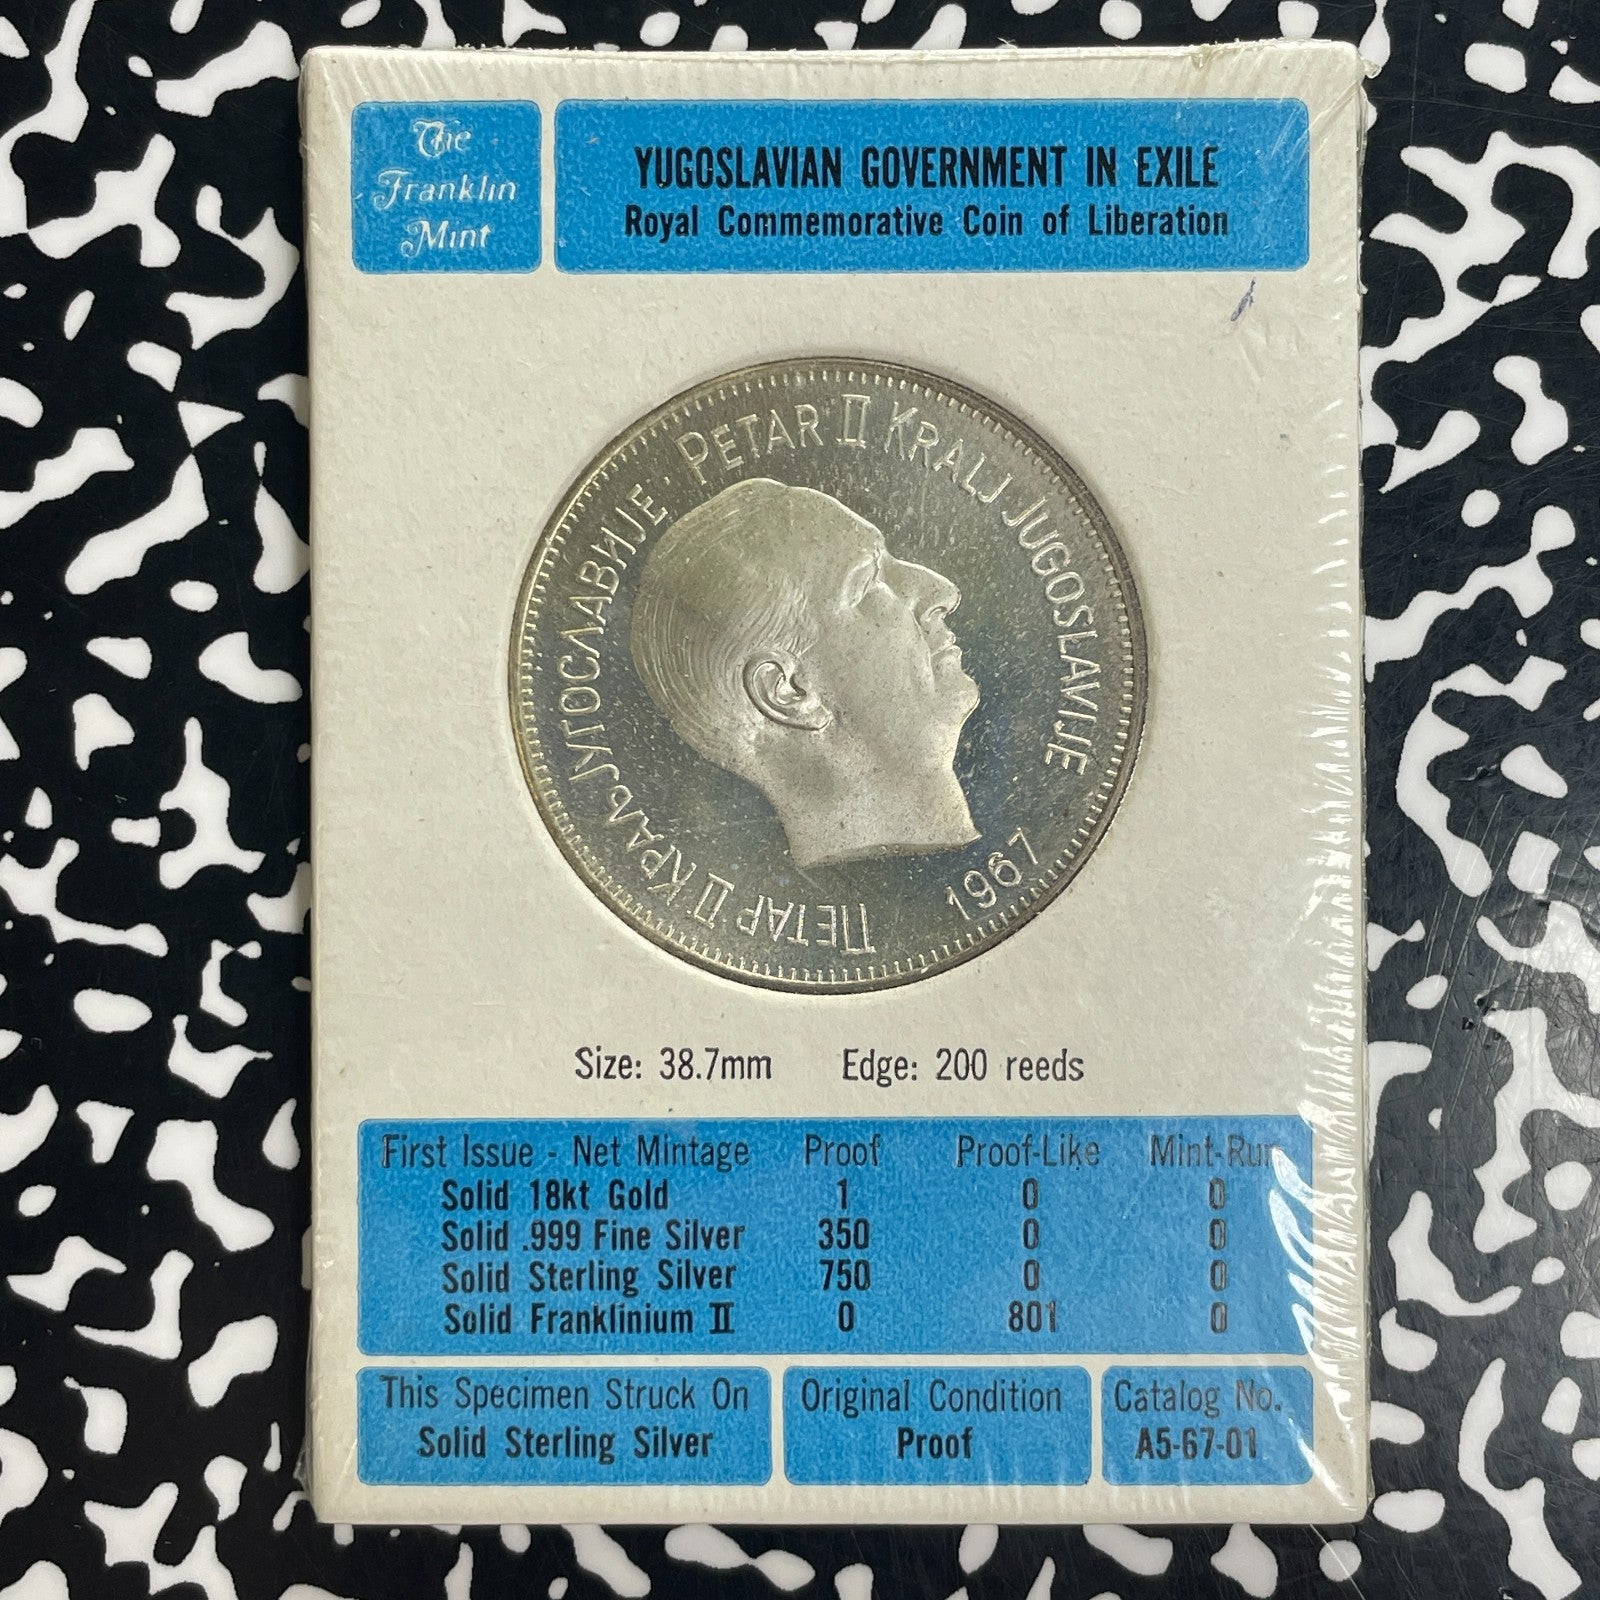 The
Franklin
Mint
YUGOSLAVIAN GOVERNMENT IN EXILE
Royal Commemorative Coin of Liberation
ПЕТАР II КРАЉ ЈУГОСЛАВИЈЕ · PETAR II KRALJ JUGOSLAVIJE
1967
Size: 38.7mm Edge: 200 reeds
First Issue - Net Mintage Proof Proof-Like Mint-Run
Solid 18kt Gold 1 0 0
Solid .999 Fine Silver 350 0 0
Solid Sterling Silver 750 0 0
Solid Franklinium II 0 801 0
This Specimen Struck On
Solid Sterling Silver
Original Condition
Proof
Catalog No.
A5-67-01